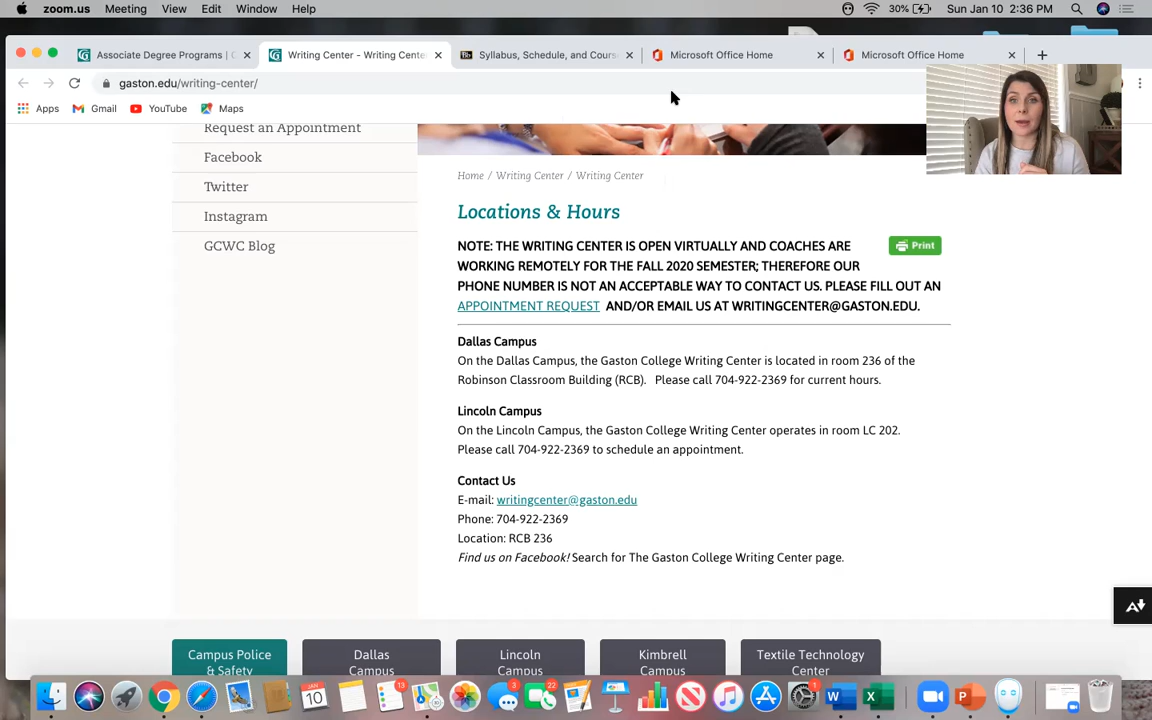 zoom.us Meeting View Edit Window Help 30% Sun Jan 10 2:36 PM
Associate Degree Programs | Writing Center - Writing Cente Syllabus, Schedule, and Cours Microsoft Office Home Microsoft Office Home
gaston.edu/writing-center/
Apps Gmail YouTube Maps
Request an Appointment
Facebook
Twitter
Instagram
GCWC Blog
Home / Writing Center / Writing Center
Locations & Hours
Print
NOTE: THE WRITING CENTER IS OPEN VIRTUALLY AND COACHES ARE
WORKING REMOTELY FOR THE FALL 2020 SEMESTER; THEREFORE OUR
PHONE NUMBER IS NOT AN ACCEPTABLE WAY TO CONTACT US. PLEASE FILL OUT AN
APPOINTMENT REQUEST AND/OR EMAIL US AT WRITINGCENTER@GASTON.EDU.
Dallas Campus
On the Dallas Campus, the Gaston College Writing Center is located in room 236 of the
Robinson Classroom Building (RCB). Please call 704-922-2369 for current hours.
Lincoln Campus
On the Lincoln Campus, the Gaston College Writing Center operates in room LC 202.
Please call 704-922-2369 to schedule an appointment.
Contact Us
E-mail: writingcenter@gaston.edu
Phone: 704-922-2369
Location: RCB 236
Find us on Facebook! Search for The Gaston College Writing Center page.
Campus Police
& Safety
Dallas
Campus
Lincoln
Campus
Kimbrell
Campus
Textile Technology
Center